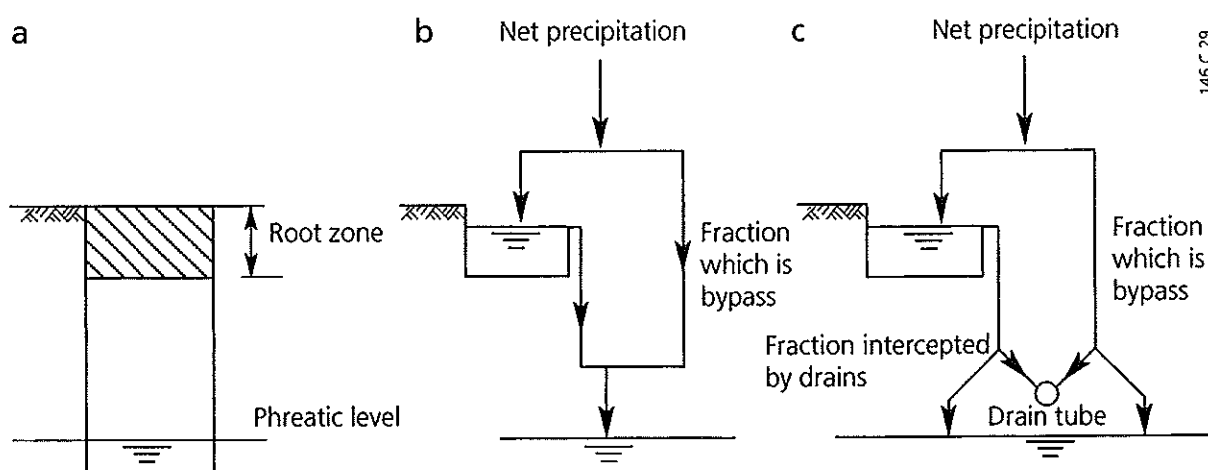 a
Root zone
Phreatic level
b
Net precipitation
Fraction
which is
bypass
c
Net precipitation
Fraction
which is
bypass
Fraction intercepted
by drains
Drain tube
146 C 29